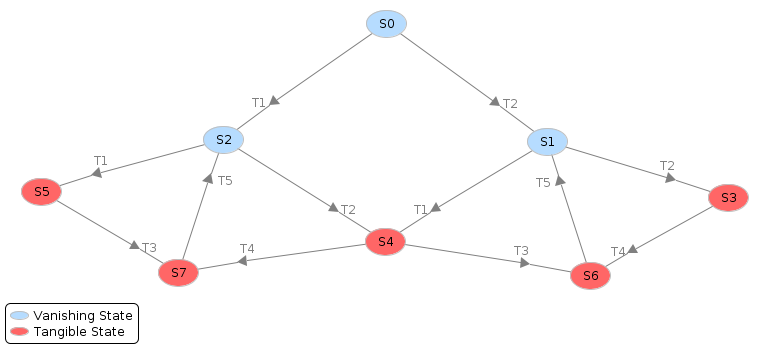 S0
T1
T2
S2
S1
T1
T2
T5
T5
S5
S3
T2
T1
T3
T4
S4
T3
T4
S7
S6
Vanishing State
Tangible State